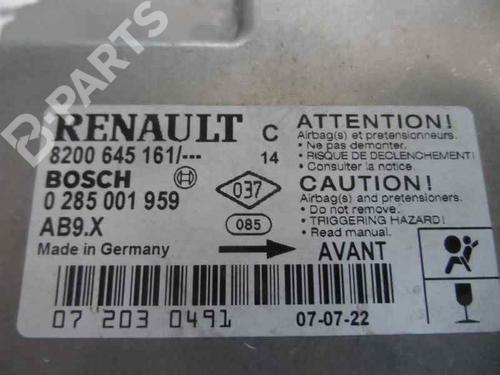 B-PARTS
RENAULT C
8200 645 161/--- 14
BOSCH
0 285 001 959
AB9.X
Made in Germany
037
085
ATTENTION!
Airbag(s) et pretensionneurs.
• Ne pas demonter.
• RISQUE DE DECLENCHEMENT!
• Consulter la notice.
CAUTION!
Airbag(s) and pretensioners.
• Do not remove.
• TRIGGERING HAZARD!
• Read manual.
AVANT
07 203 0491
07-07-22